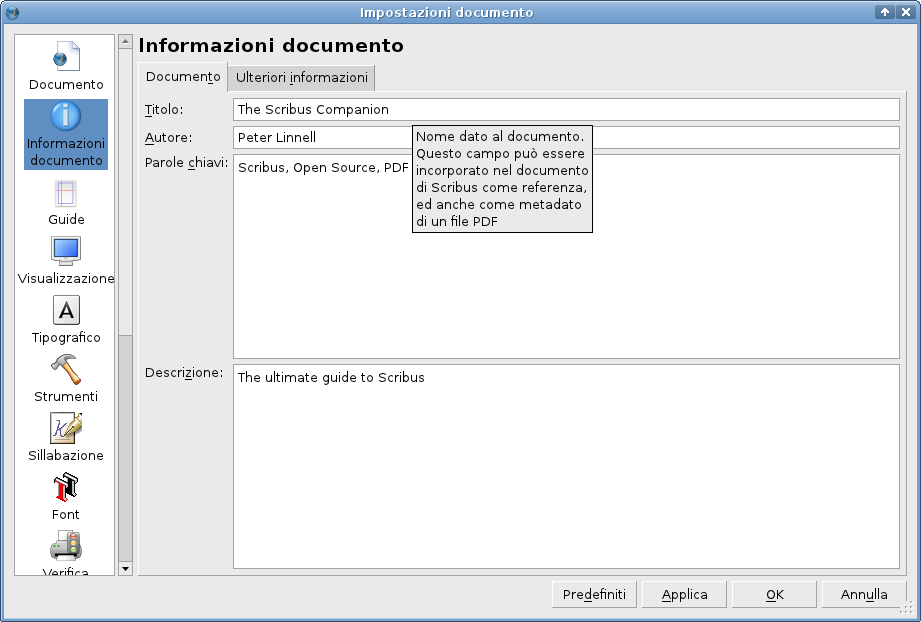 Impostazioni documento
Documento
Informazioni
documento
Guide
Visualizzazione
Tipografico
Strumenti
Sillabazione
Font
Verifica
Informazioni documento
Documento
Ulteriori informazioni
Titolo:
The Scribus Companion
Autore:
Peter Linnell
Parole chiavi:
Scribus, Open Source, PDF
Nome dato al documento.
Questo campo può essere
incorporato nel documento
di Scribus come referenza,
ed anche come metadato
di un file PDF
Descrizione:
The ultimate guide to Scribus
Predefiniti
Applica
OK
Annulla